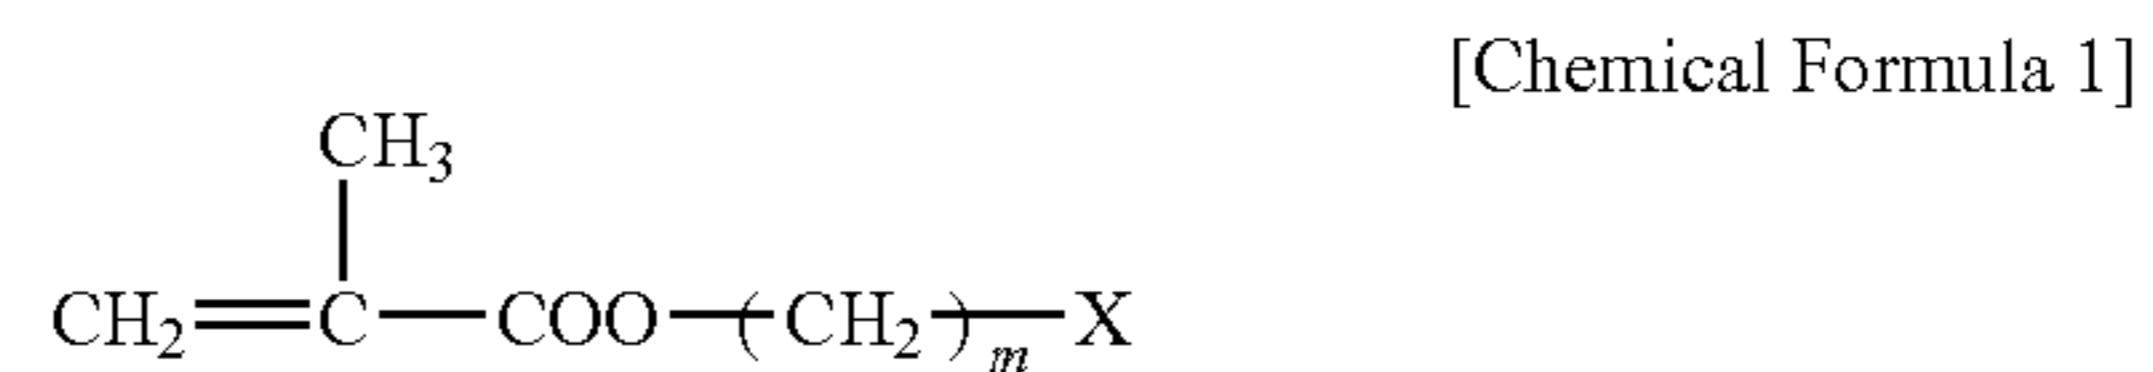 [Chemical Formula 1]
CH3
CH2=C—COO—(CH2)m—X